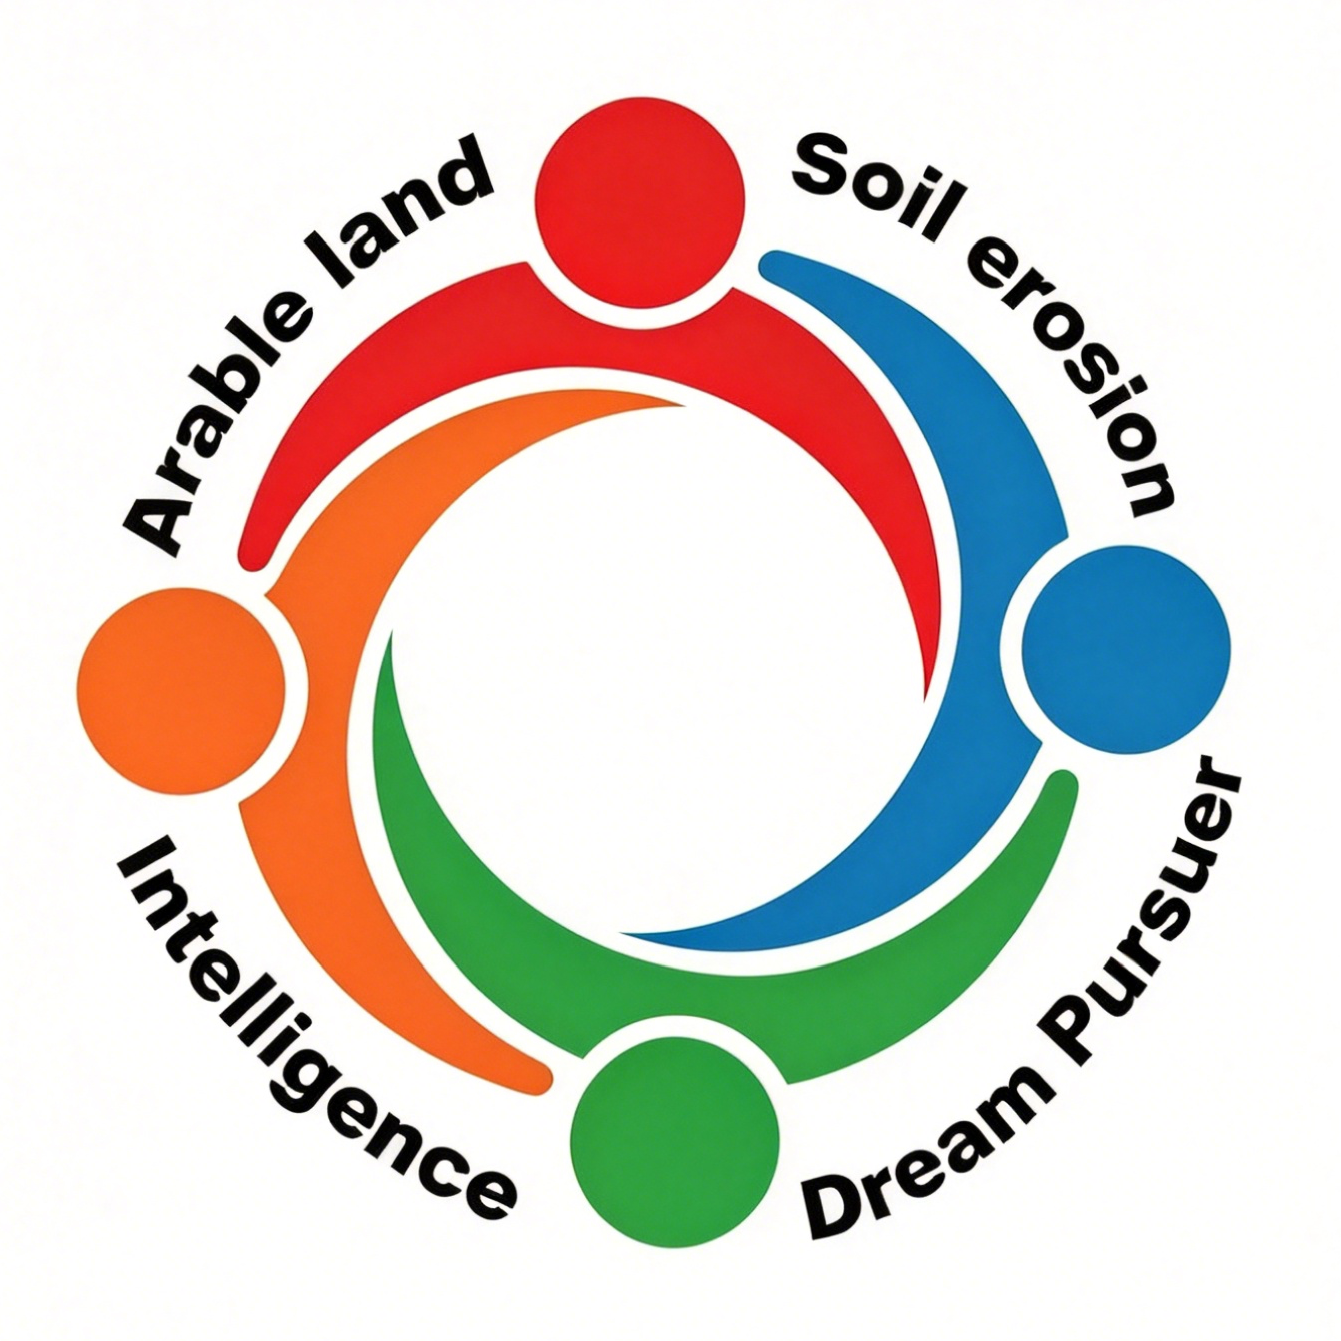 Arable land
Soil erosion
Intelligence
Dream Pursuer